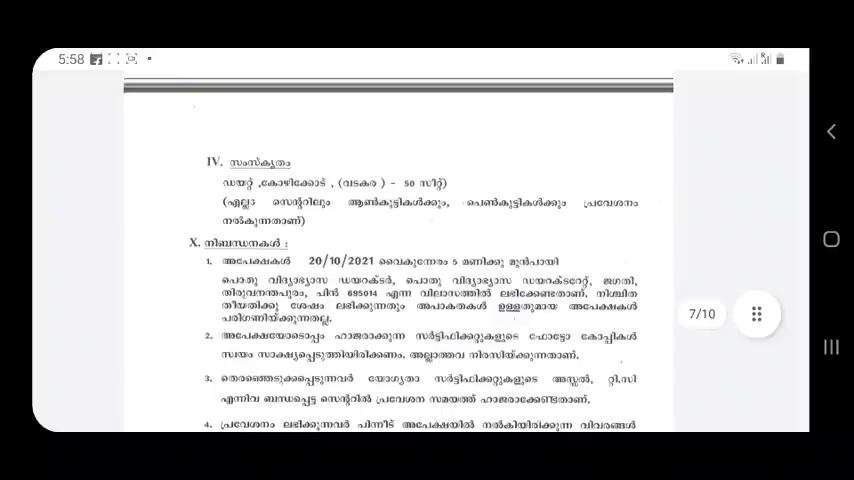 5:58
IV. സംസ്കൃതം
ഡയറ്റ് ,കോഴിക്കോട് , (വടകര ) - 50 സീറ്റ്)
(എല്ലാ സെന്ററിലും ആൺകുട്ടികൾക്കും, പെൺകുട്ടികൾക്കും പ്രവേശനം
നൽകുന്നതാണ്)
X. നിബന്ധനകൾ :
1. അപേക്ഷകൾ 20/10/2021 വൈകുന്നേരം 5 മണിക്കു മുൻപായി
പൊതു വിദ്യാഭ്യാസ ഡയറക്ടർ, പൊതു വിദ്യാഭ്യാസ ഡയറക്ടറേറ്റ്, ജഗതി,
തിരുവനന്തപുരം, പിൻ 695014 എന്ന വിലാസത്തിൽ ലഭിക്കേണ്ടതാണ്. നിശ്ചിത
തീയതിക്കു ശേഷം ലഭിക്കുന്നതും അപാകതകൾ ഉള്ളതുമായ അപേക്ഷകൾ
പരിഗണിയ്ക്കുന്നതല്ല.
2. അപേക്ഷയോടൊപ്പം ഹാജരാക്കുന്ന സർട്ടിഫിക്കറ്റുകളുടെ ഫോട്ടോ കോപ്പികൾ
സ്വയം സാക്ഷ്യപ്പെടുത്തിയിരിക്കണം. അല്ലാത്തവ നിരസിയ്ക്കുന്നതാണ്.
3. തെരഞ്ഞെടുക്കപ്പെടുന്നവർ യോഗ്യതാ സർട്ടിഫിക്കറ്റുകളുടെ അസ്സൽ, റ്റി.സി
എന്നിവ ബന്ധപ്പെട്ട സെന്ററിൽ പ്രവേശന സമയത്ത് ഹാജരാക്കേണ്ടതാണ്.
4. പ്രവേശനം ലഭിക്കുന്നവർ പിന്നീട് അപേക്ഷയിൽ നൽകിയിരിക്കുന്ന വിവരങ്ങൾ
7/10